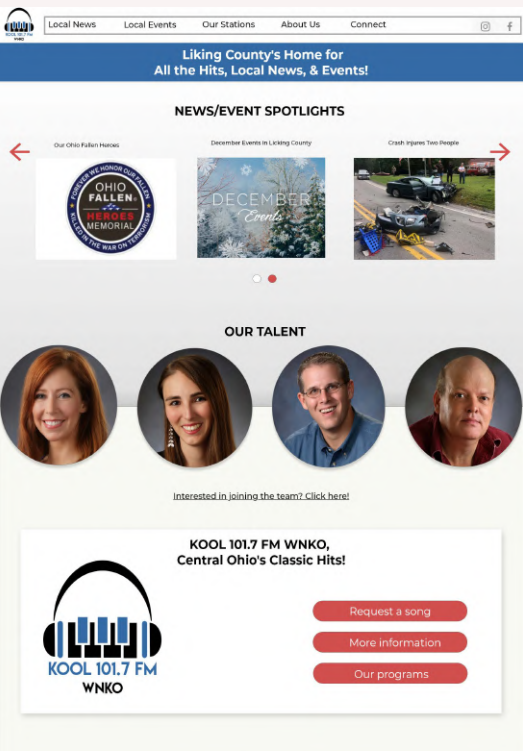 KOOL 101.7 FM
WNKO
Local News
Local Events
Our Stations
About Us
Connect
Liking County's Home for
All the Hits, Local News, & Events!
NEWS/EVENT SPOTLIGHTS
Our Ohio Fallen Heroes
December Events in Licking County
Crash Injures Two People
FOREVER WE HONOR OUR FALLEN
OHIO
FALLEN
HEROES
MEMORIAL
KILLED IN THE WAR ON TERRORISM
DECEMBER
Events
OUR TALENT
Interested in joining the team? Click here!
KOOL 101.7 FM WNKO,
Central Ohio's Classic Hits!
KOOL 101.7 FM
WNKO
Request a song
More information
Our programs